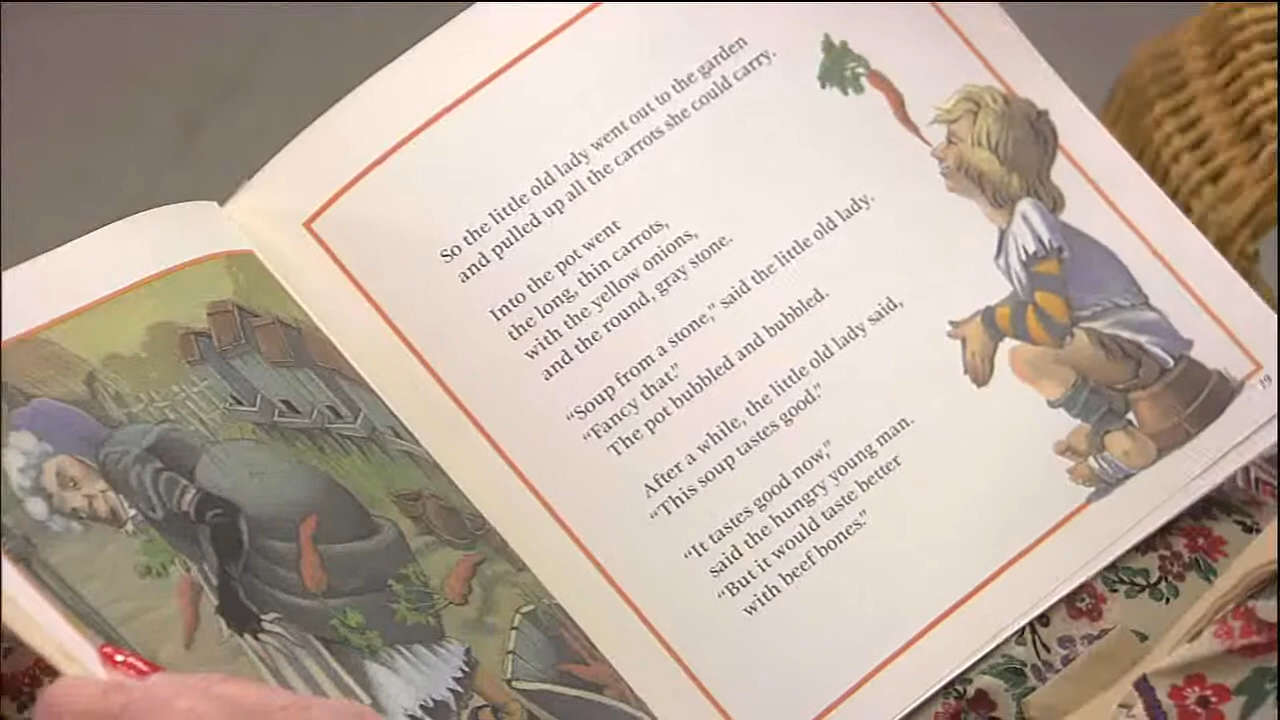 So the little old lady went out to the garden
and pulled up all the carrots she could carry.
Into the pot went
the long, thin carrots,
with the yellow onions,
and the round, gray stone.
“Soup from a stone,” said the little old lady.
“Fancy that.”
The pot bubbled and bubbled.
After a while, the little old lady said,
“This soup tastes good.”
“It tastes good now,”
said the hungry young man.
“But it would taste better
with beef bones.”
19